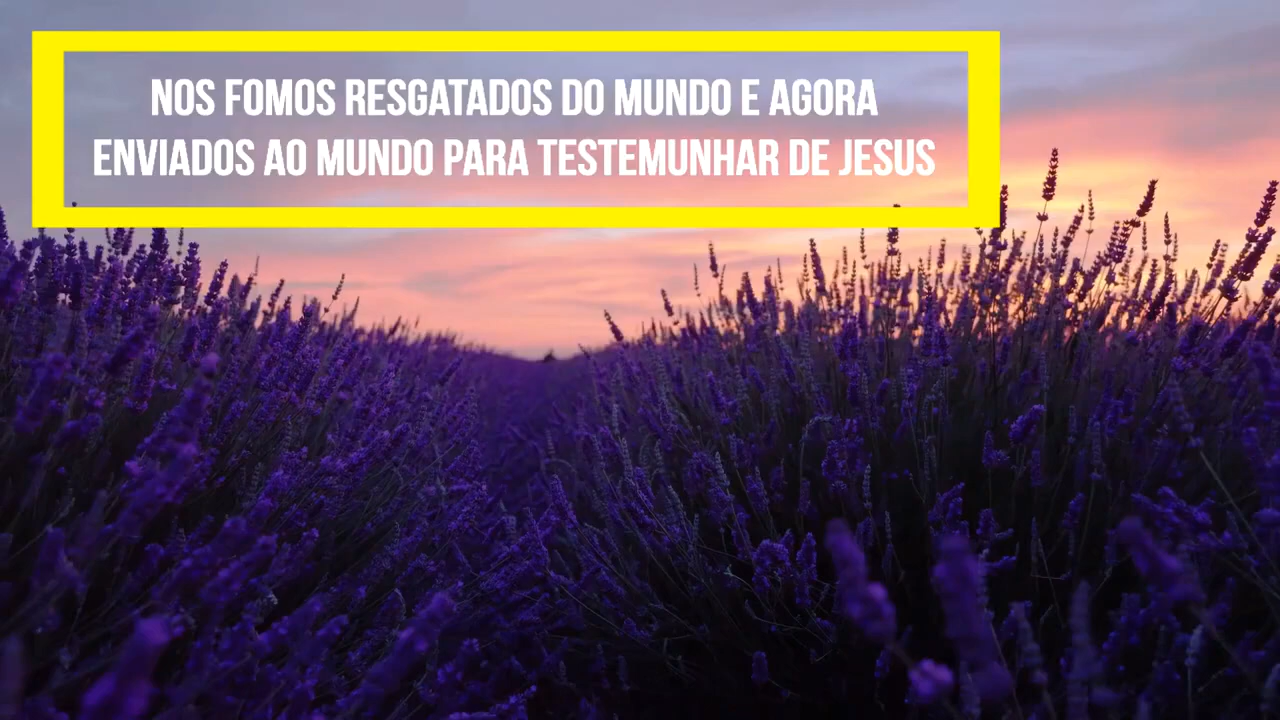 NOS FOMOS RESGATADOS DO MUNDO E AGORA
ENVIADOS AO MUNDO PARA TESTEMUNHAR DE JESUS